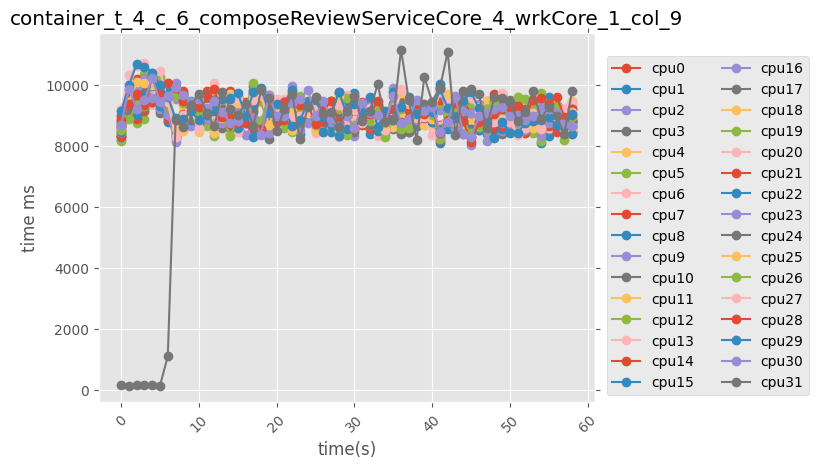 container_t_4_c_6_composeReviewServiceCore_4_wrkCore_1_col_9
time ms
10000
8000
6000
4000
2000
0
0
10
20
30
40
50
60
time(s)
cpu0
cpu1
cpu2
cpu3
cpu4
cpu5
cpu6
cpu7
cpu8
cpu9
cpu10
cpu11
cpu12
cpu13
cpu14
cpu15
cpu16
cpu17
cpu18
cpu19
cpu20
cpu21
cpu22
cpu23
cpu24
cpu25
cpu26
cpu27
cpu28
cpu29
cpu30
cpu31